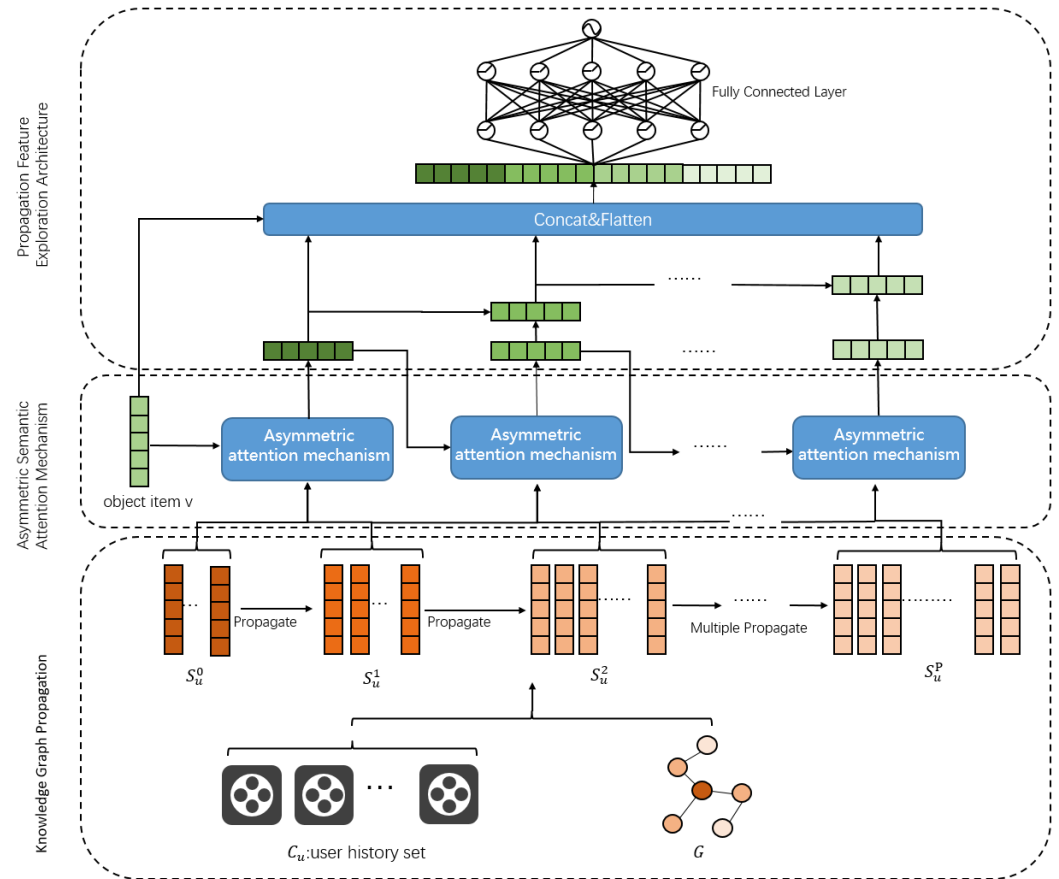 Fully Connected Layer
Propagation Feature
Exploration Architecture
Concat&Flatten
......
......
Asymmetric Semantic
Attention Mechanism
Asymmetric
attention mechanism
Asymmetric
attention mechanism
......
Asymmetric
attention mechanism
object item v
......
Knowledge Graph Propagation
...
Propagate
...
Propagate
......
......
Multiple Propagate
.........
S_u^0
S_u^1
S_u^2
S_u^P
...
C_u:user history set
G